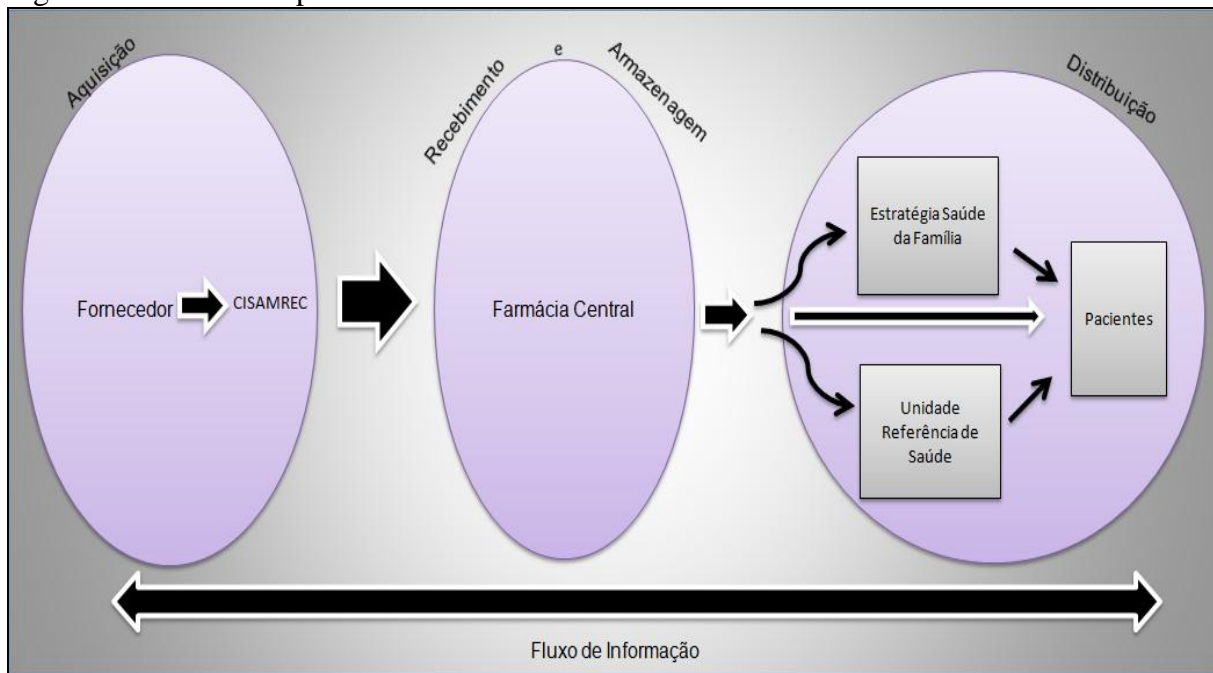 Aquisição
Recebimento e Armazenagem
Distribuição
Fornecedor
CISAMREC
Farmácia Central
Estratégia Saúde
da Família
Pacientes
Unidade
Referência de
Saúde
Fluxo de Informação